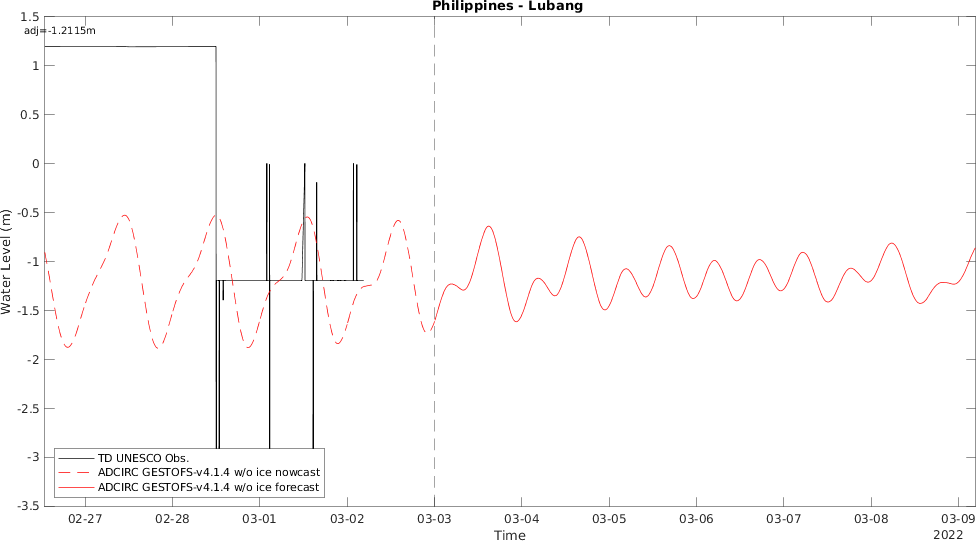 Philippines - Lubang
adj=-1.2115m
Water Level (m)
1.5
1
0.5
0
-0.5
-1
-1.5
-2
-2.5
-3
-3.5
TD UNESCO Obs.
ADCIRC GESTOFS-v4.1.4 w/o ice nowcast
ADCIRC GESTOFS-v4.1.4 w/o ice forecast
02-27 02-28 03-01 03-02 03-03 03-04 03-05 03-06 03-07 03-08 03-09
Time
2022